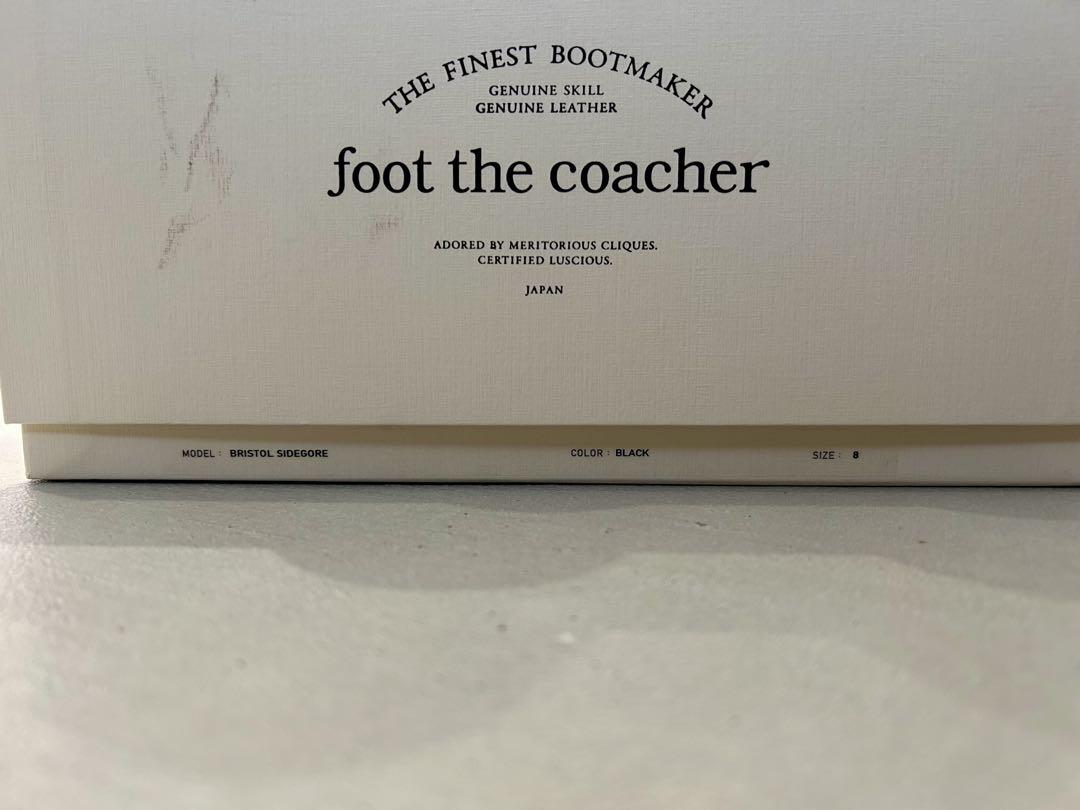 THE FINEST BOOTMAKER
GENUINE SKILL
GENUINE LEATHER
foot the coacher
ADORED BY MERITORIOUS CLIQUES.
CERTIFIED LUSCIOUS.
JAPAN
MODEL : BRISTOL SIDEGORE COLOR : BLACK SIZE : 8